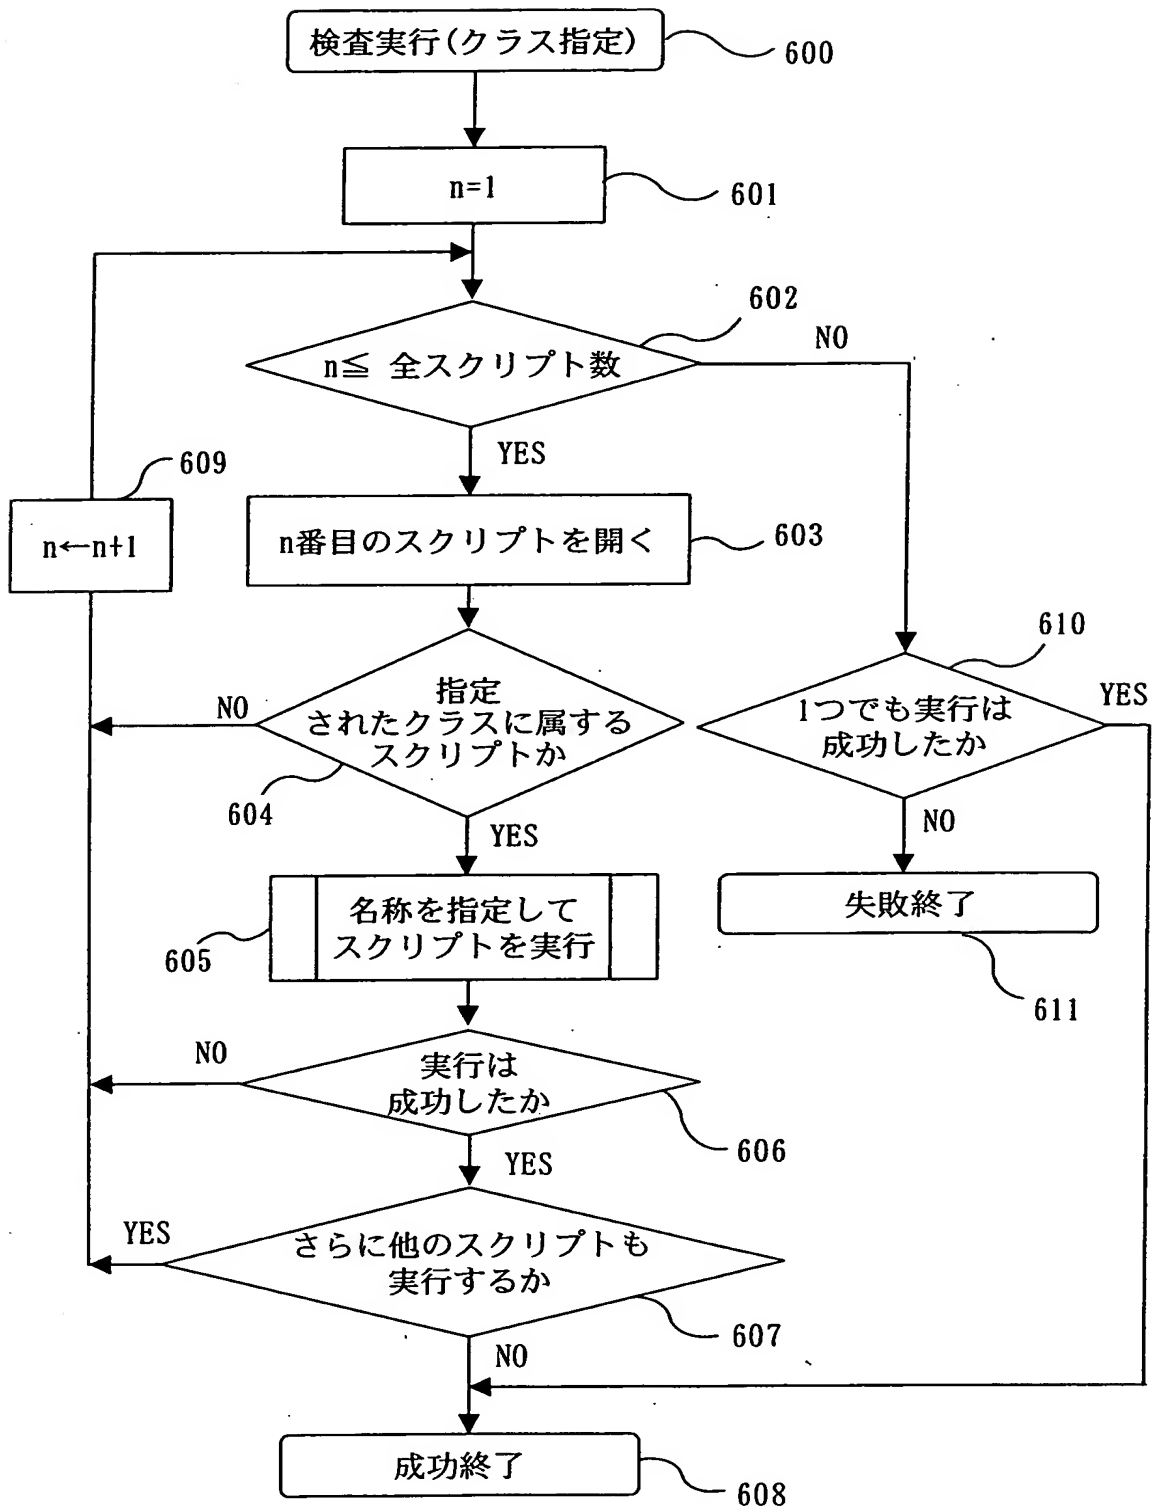 検査実行(クラス指定)
600
n=1
601
602
n≦ 全スクリプト数
NO
YES
609
n←n+1
n番目のスクリプトを開く
603
610
指定
されたクラスに属する
スクリプトか
NO
604
YES
1つでも実行は
成功したか
YES
NO
名称を指定して
スクリプトを実行
605
失敗終了
611
実行は
成功したか
NO
606
YES
さらに他のスクリプトも
実行するか
YES
607
NO
成功終了
608